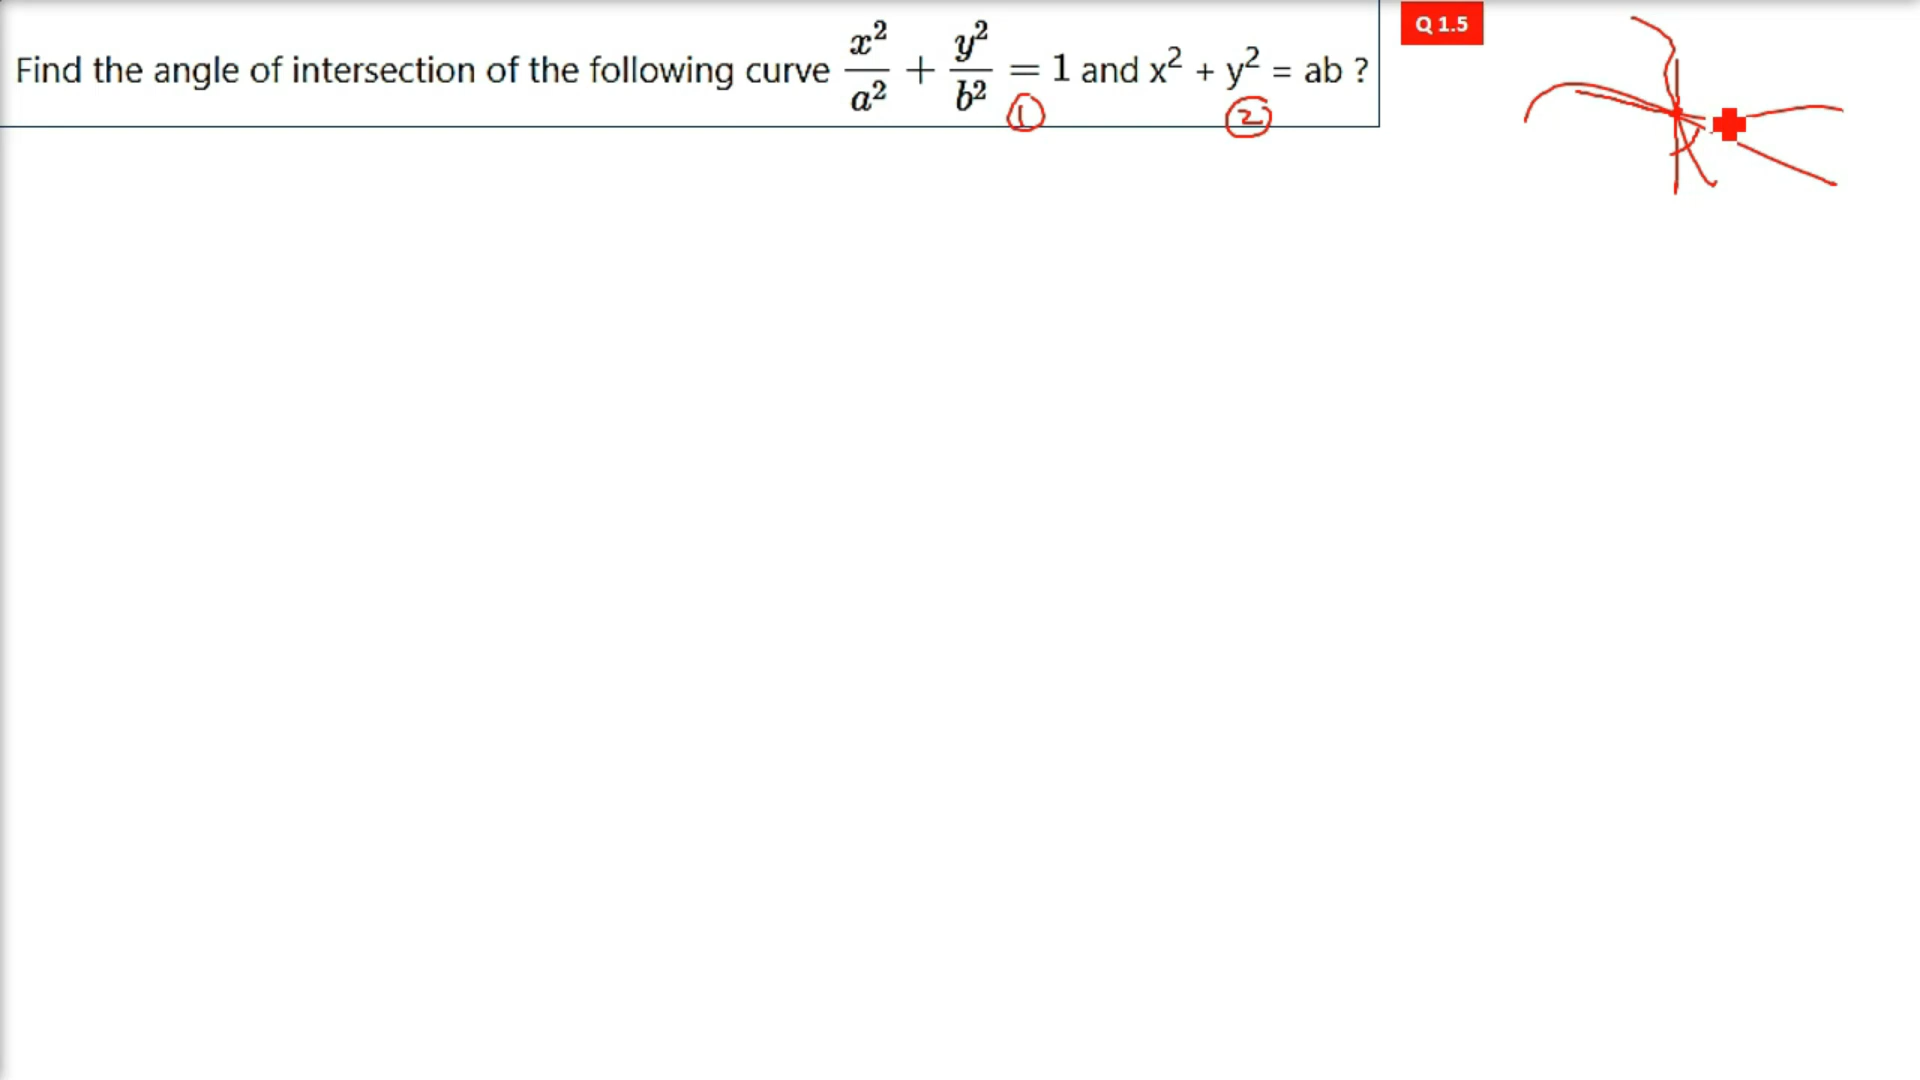 Find the angle of intersection of the following curve x²/a² + y²/b² = 1 and x² + y² = ab ?
① ②
Q 1.5